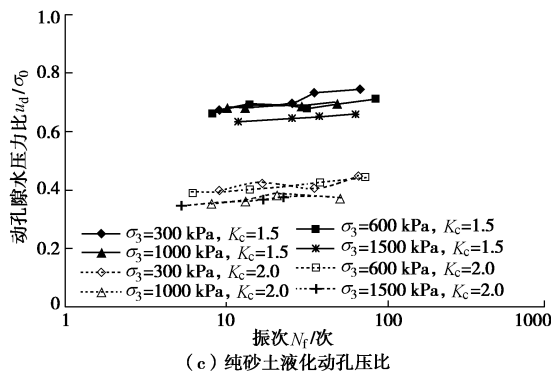 1.0
0.8
0.6
0.4
0.2
0
动孔隙水压力比 ud/σ0
σ3=300 kPa, Kc=1.5
σ3=600 kPa, Kc=1.5
σ3=1000 kPa, Kc=1.5
σ3=1500 kPa, Kc=1.5
σ3=300 kPa, Kc=2.0
σ3=600 kPa, Kc=2.0
σ3=1000 kPa, Kc=2.0
σ3=1500 kPa, Kc=2.0
1 10 100 1000
振次Nf/次
(c) 纯砂土液化动孔压比